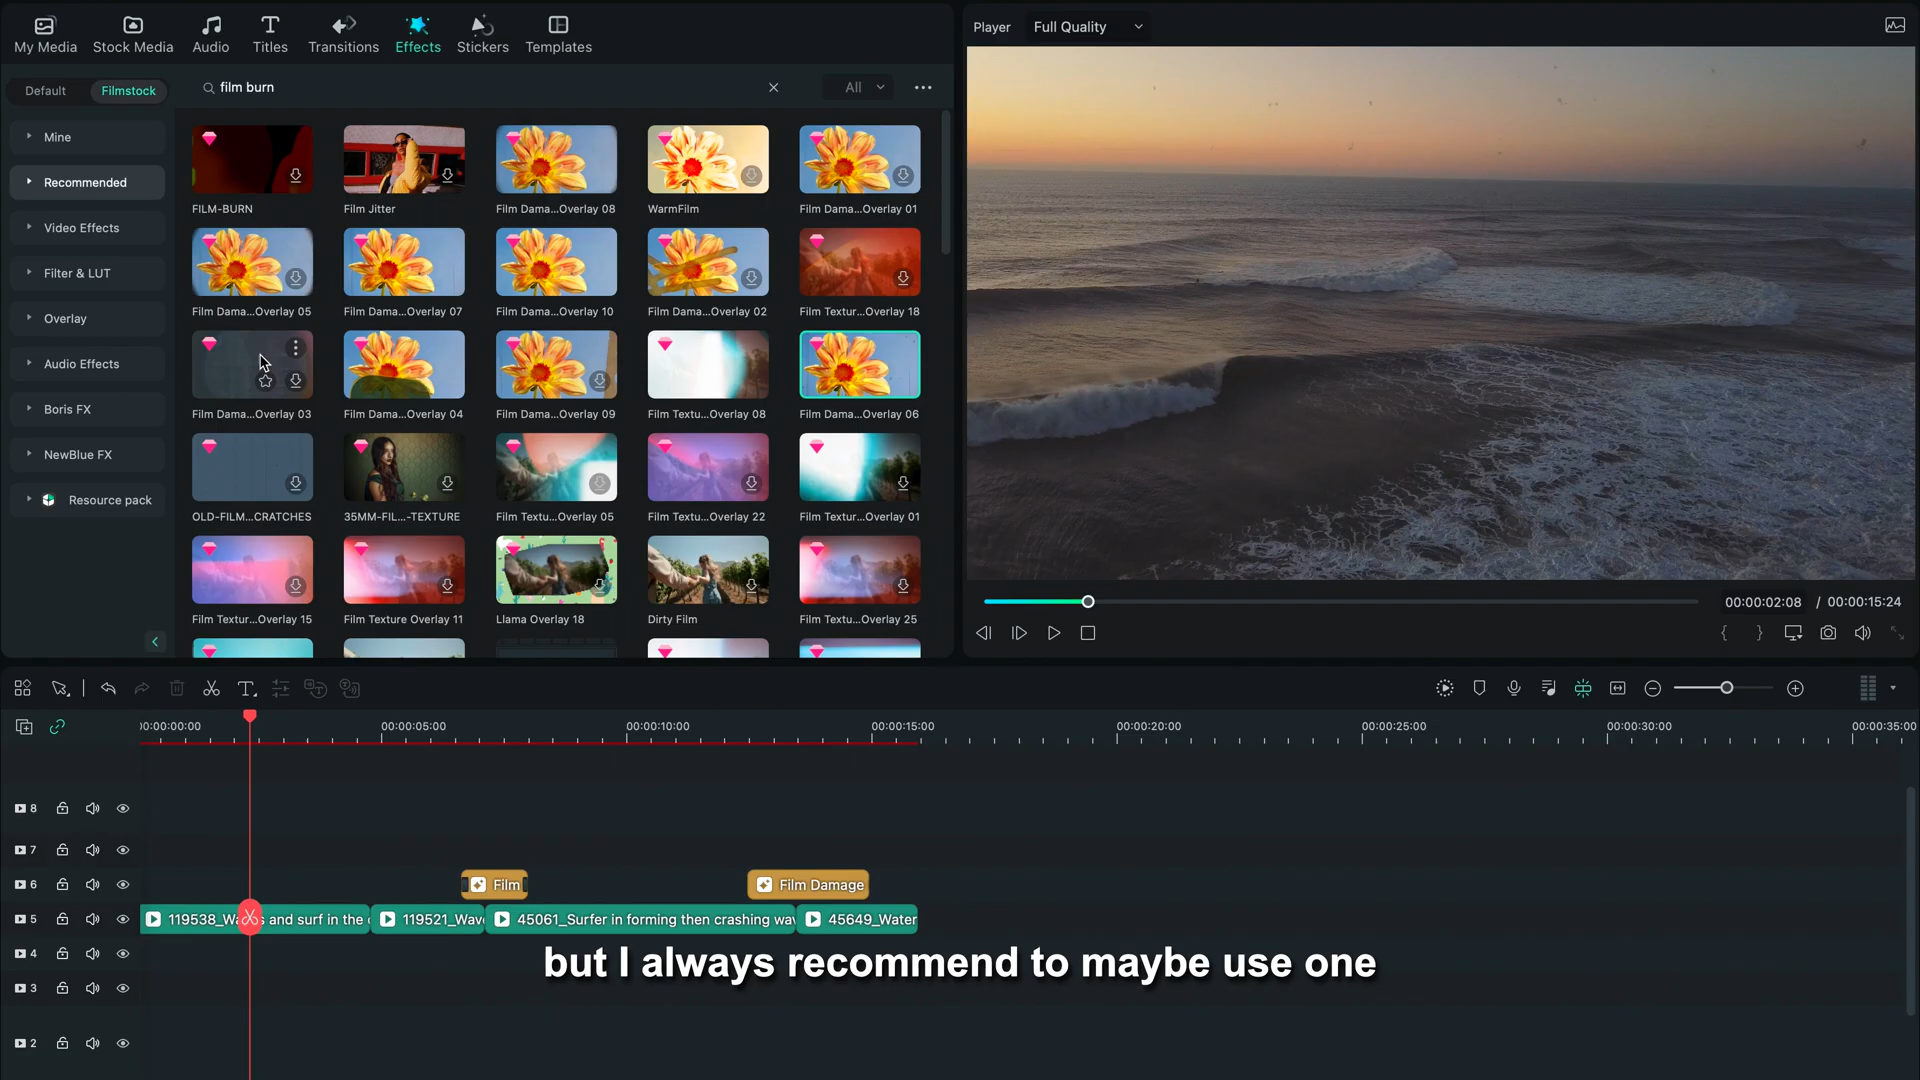 My Media
Stock Media
Audio
Titles
Transitions
Effects
Stickers
Templates
Player
Full Quality
Default
Filmstock
film burn
All
Mine
Recommended
Video Effects
Filter & LUT
Overlay
Audio Effects
Boris FX
NewBlue FX
Resource pack
FILM-BURN
Film Jitter
Film Dama...Overlay 08
WarmFilm
Film Dama...Overlay 01
Film Dama...Overlay 05
Film Dama...Overlay 07
Film Dama...Overlay 10
Film Dama...Overlay 02
Film Textur...Overlay 18
Film Dama...Overlay 03
Film Dama...Overlay 04
Film Dama...Overlay 09
Film Textu...Overlay 08
Film Dama...Overlay 06
OLD-FILM...CRATCHES
35MM-FIL...-TEXTURE
Film Textu...Overlay 05
Film Textu...Overlay 22
Film Textur...Overlay 01
Film Textur...Overlay 15
Film Texture Overlay 11
Llama Overlay 18
Dirty Film
Film Textu...Overlay 25
00:00:02:08 / 00:00:15:24
00:00:00:00
00:00:05:00
00:00:10:00
00:00:15:00
00:00:20:00
00:00:25:00
00:00:30:00
00:00:35:00
8
7
6
Film
Film Damage
5
119538_Wa
s and surf in the
119521_Wav
45061_Surfer in forming then crashing wav
45649_Water
4
but I always recommend to maybe use one
3
2